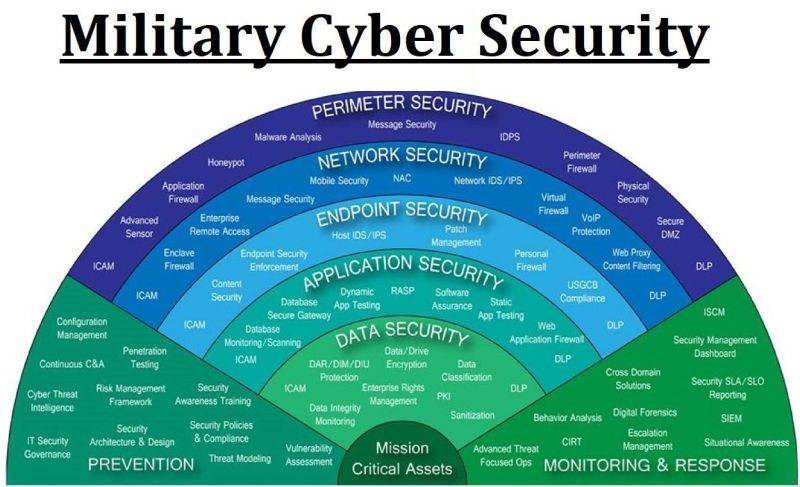 Military Cyber Security
PERIMETER SECURITY
Message Security
Malware Analysis
IDPS
Honeypot
Perimeter
Firewall
Application
Firewall
Physical
Security
Advanced
Sensor
Secure
DMZ
ICAM
DLP
NETWORK SECURITY
Mobile Security
NAC
Network IDS/IPS
Message Security
Virtual
Firewall
Enterprise
Remote Access
VoIP
Protection
Enclave
Firewall
Web Proxy
Content Filtering
ICAM
DLP
ENDPOINT SECURITY
Host IDS/IPS
Patch
Management
Endpoint Security
Enforcement
Personal
Firewall
Content
Security
USGCB
Compliance
ICAM
DLP
APPLICATION SECURITY
Dynamic
App Testing
RASP
Software
Assurance
Database
Secure Gateway
Static
App Testing
Database
Monitoring/Scanning
Web
Application Firewall
ICAM
DLP
DATA SECURITY
Data/Drive
Encryption
DAR/DIM/DIU
Protection
Data
Classification
ICAM
Enterprise Rights
Management
PKI
DLP
Data Integrity
Monitoring
Sanitization
Mission
Critical Assets
Configuration
Management
Penetration
Testing
Continuous C&A
Cyber Threat
Intelligence
Risk Management
Framework
Security
Awareness Training
IT Security
Governance
Security
Architecture & Design
Security Policies
& Compliance
Threat Modeling
Vulnerability
Assessment
PREVENTION
ISCM
Security Management
Dashboard
Cross Domain
Solutions
Security SLA/SLO
Reporting
Behavior Analysis
Digital Forensics
SIEM
CIRT
Escalation
Management
Situational Awareness
Advanced Threat
Focused Ops
MONITORING & RESPONSE